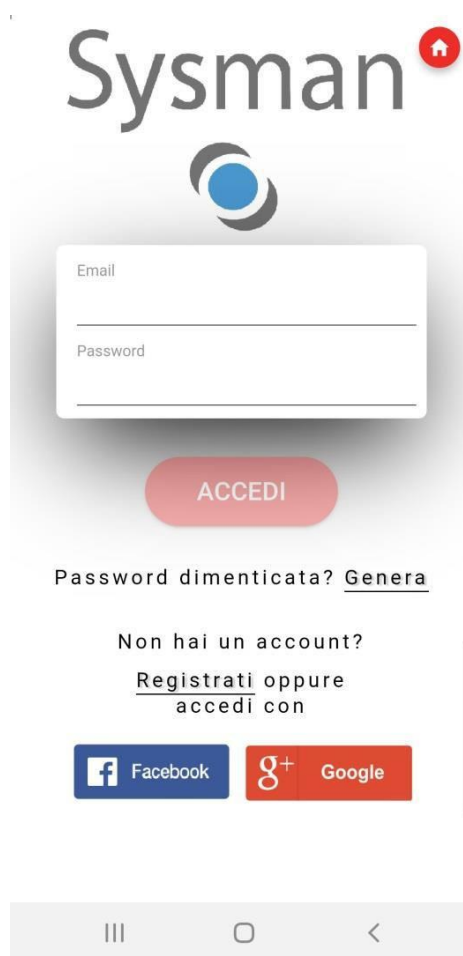 Sysman
Email
Password
ACCEDI
Password dimenticata? Genera
Non hai un account?
Registrati oppure
accedi con
Facebook
g+ Google